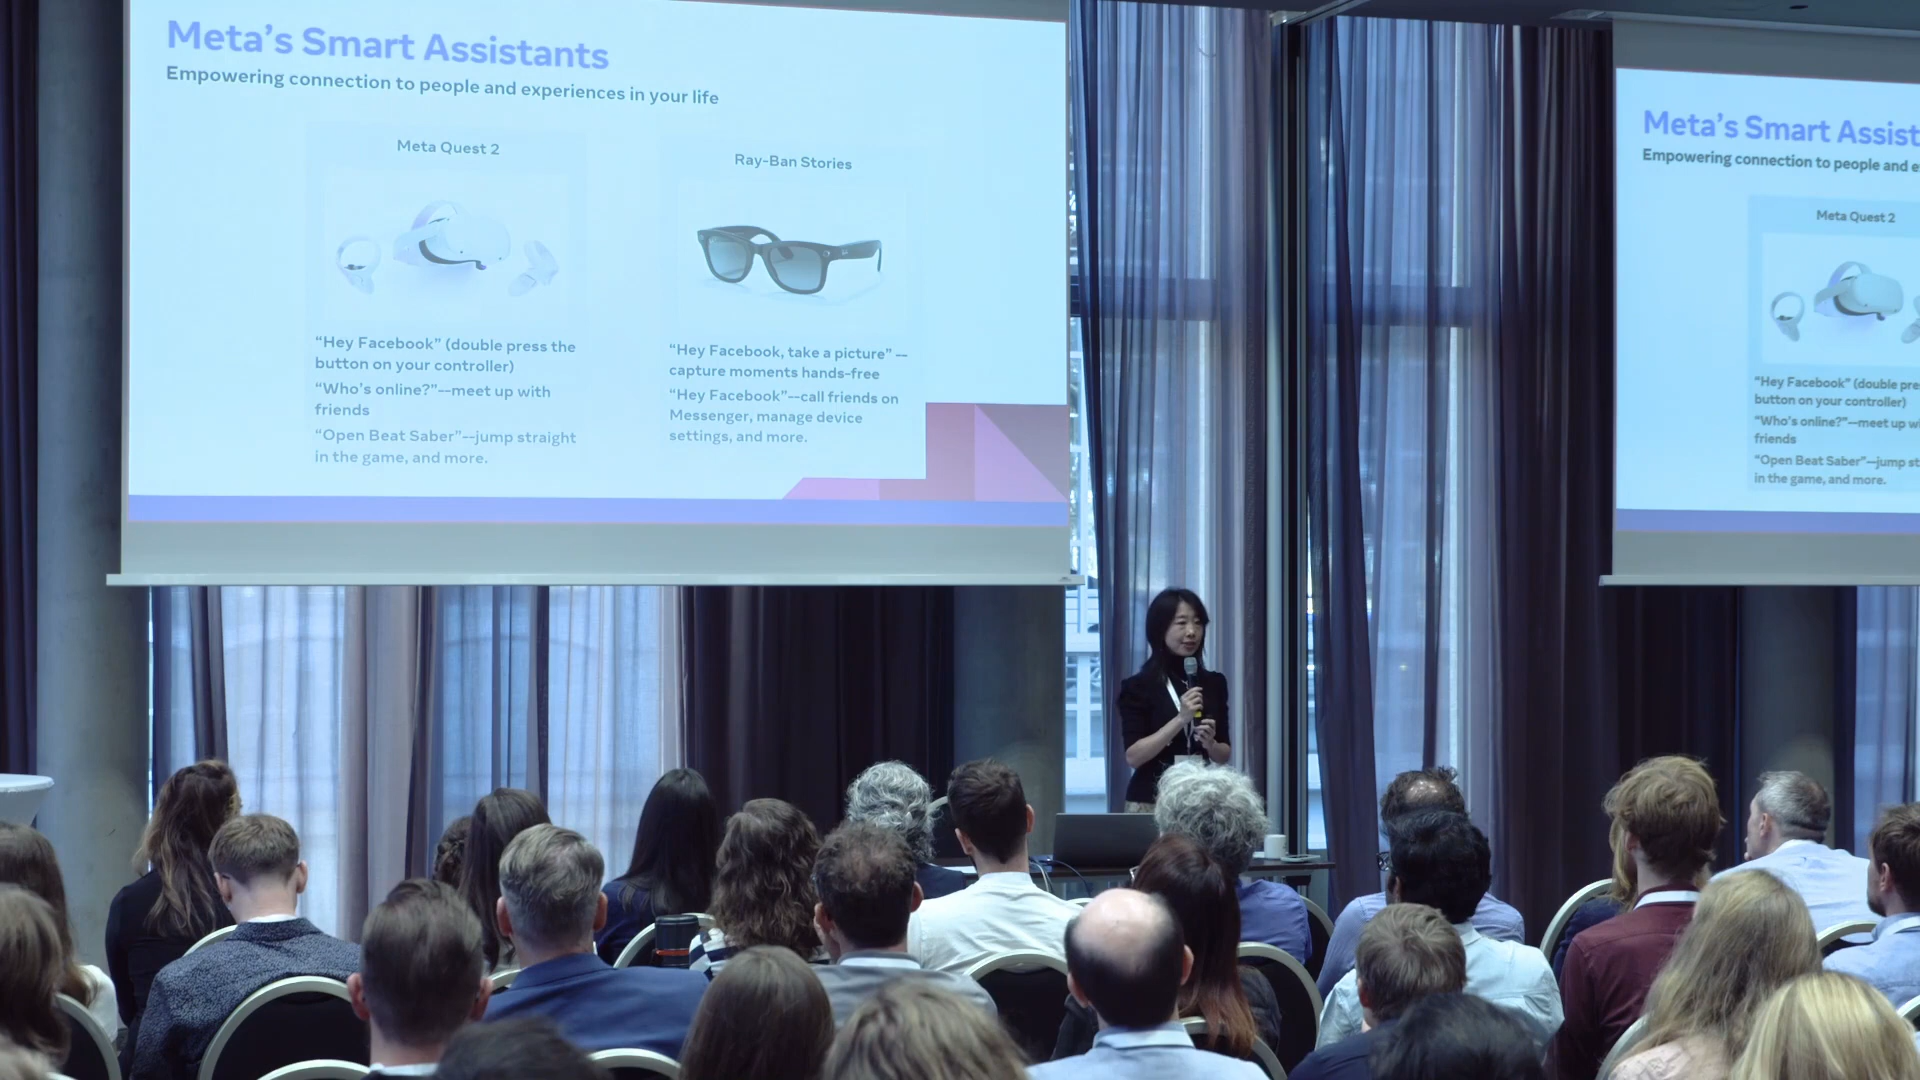 Meta's Smart Assistants
Empowering connection to people and experiences in your life
Meta Quest 2
“Hey Facebook” (double press the
button on your controller)
“Who's online?”--meet up with
friends
“Open Beat Saber”--jump straight
in the game, and more.
Ray-Ban Stories
“Hey Facebook, take a picture” --
capture moments hands-free
“Hey Facebook”--call friends on
Messenger, manage device
settings, and more.
Meta's Smart Assist
Empowering connection to people and e
Meta Quest 2
“Hey Facebook” (double pres
button on your controller)
“Who's online?”--meet up wi
friends
“Open Beat Saber”--jump st
in the game, and more.